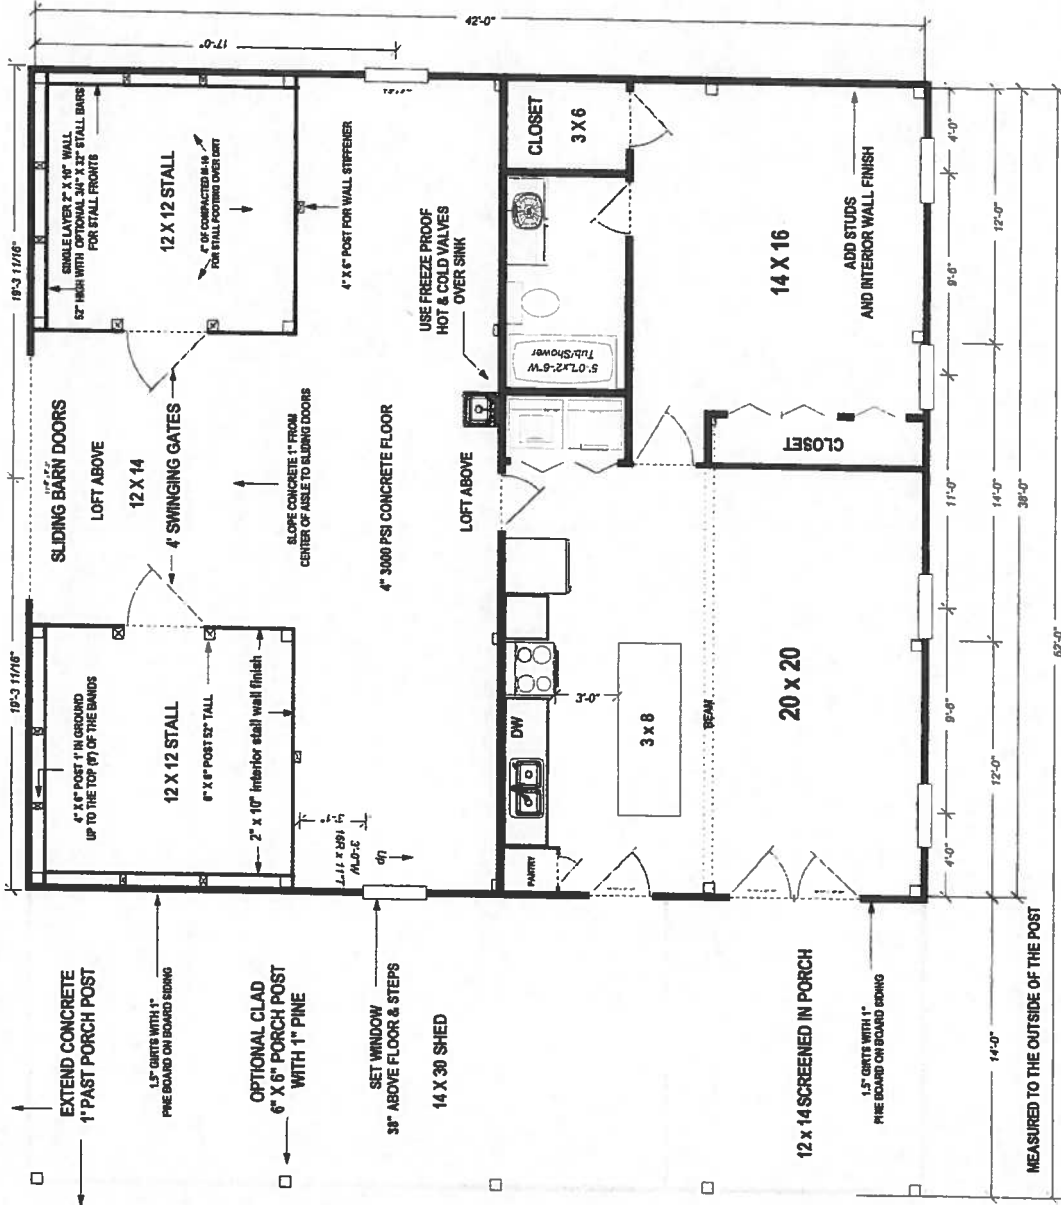 42'-0"
17'-0"
19'-3 11/16"
19'-3 11/16"
SINGLE LAYER 2" X 10" WALL
52" HIGH WITH OPTIONAL 3/4" X 32" STALL BARS
FOR STALL FRONTS
12 X 12 STALL
4" OF COMPACTED M-10
FOR STALL FOOTING OVER DIRT
4" X 6" POST FOR WALL STIFFENER
SLIDING BARN DOORS
LOFT ABOVE
12 X 14
4' SWINGING GATES
SLOPE CONCRETE 1" FROM
CENTER OF AISLE TO SLIDING DOORS
4" 3000 PSI CONCRETE FLOOR
USE FREEZE PROOF
HOT & COLD VALVES
OVER SINK
LOFT ABOVE
4" X 6" POST 1' IN GROUND
UP TO THE TOP (9') OF THE BANDS
12 X 12 STALL
6" X 6" POST 52" TALL
2" x 10" interior stall wall finish
3'-0"W
16R x 11"T
Up
CLOSET
3 X 6
5'-0"Lx2'-6"W
Tub/Shower
14 X 16
ADD STUDS
AND INTERIOR WALL FINISH
CLOSET
DW
3'-0"
3 x 8
PANTRY
BEAM
20 x 20
EXTEND CONCRETE
1' PAST PORCH POST
1.5" GIRTS WITH 1"
PINE BOARD ON BOARD SIDING
OPTIONAL CLAD
6" X 6" PORCH POST
WITH 1" PINE
SET WINDOW
38" ABOVE FLOOR & STEPS
14 X 30 SHED
12 x 14 SCREENED IN PORCH
1.5" GIRTS WITH 1"
PINE BOARD ON BOARD SIDING
4'-0"
9'-6"
11'-0"
9'-6"
4'-0"
12'-0"
14'-0"
12'-0"
14'-0"
38'-0"
52'-0"
MEASURED TO THE OUTSIDE OF THE POST